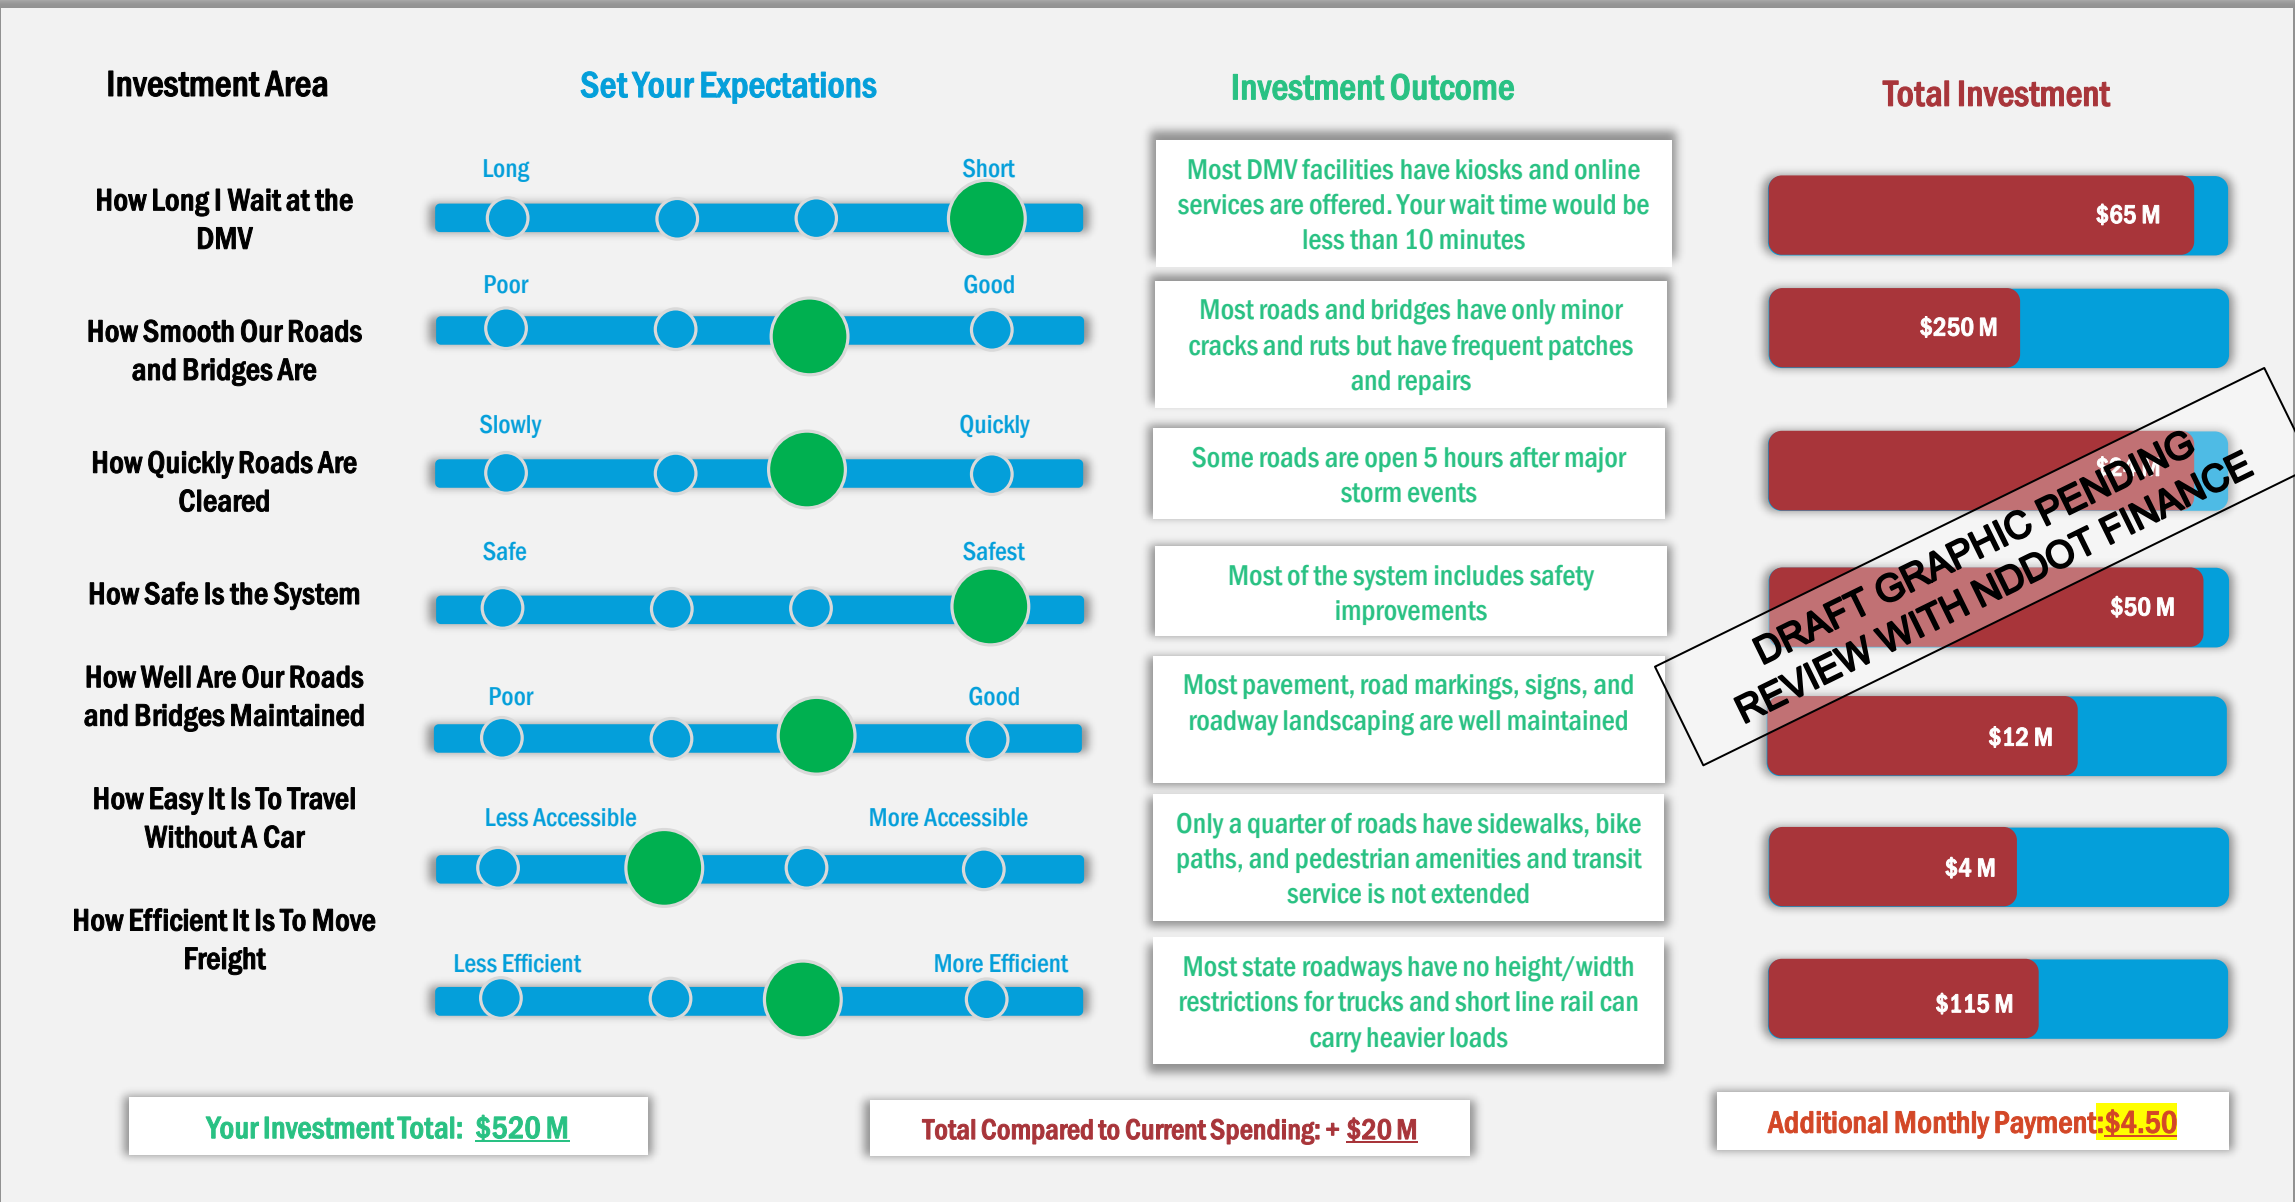 Investment Area
Set Your Expectations
Investment Outcome
Total Investment
How Long I Wait at the
DMV
Long
Short
Most DMV facilities have kiosks and online
services are offered. Your wait time would be
less than 10 minutes
$65 M
How Smooth Our Roads
and Bridges Are
Poor
Good
Most roads and bridges have only minor
cracks and ruts but have frequent patches
and repairs
$250 M
How Quickly Roads Are
Cleared
Slowly
Quickly
Some roads are open 5 hours after major
storm events
How Safe Is the System
Safe
Safest
Most of the system includes safety
improvements
$50 M
DRAFT GRAPHIC PENDING
REVIEW WITH NDDOT FINANCE
How Well Are Our Roads
and Bridges Maintained
Poor
Good
Most pavement, road markings, signs, and
roadway landscaping are well maintained
$12 M
How Easy It Is To Travel
Without A Car
Less Accessible
More Accessible
Only a quarter of roads have sidewalks, bike
paths, and pedestrian amenities and transit
service is not extended
$4 M
How Efficient It Is To Move
Freight
Less Efficient
More Efficient
Most state roadways have no height/width
restrictions for trucks and short line rail can
carry heavier loads
$115 M
Your Investment Total: $520 M
Total Compared to Current Spending: + $20 M
Additional Monthly Payment:$4.50